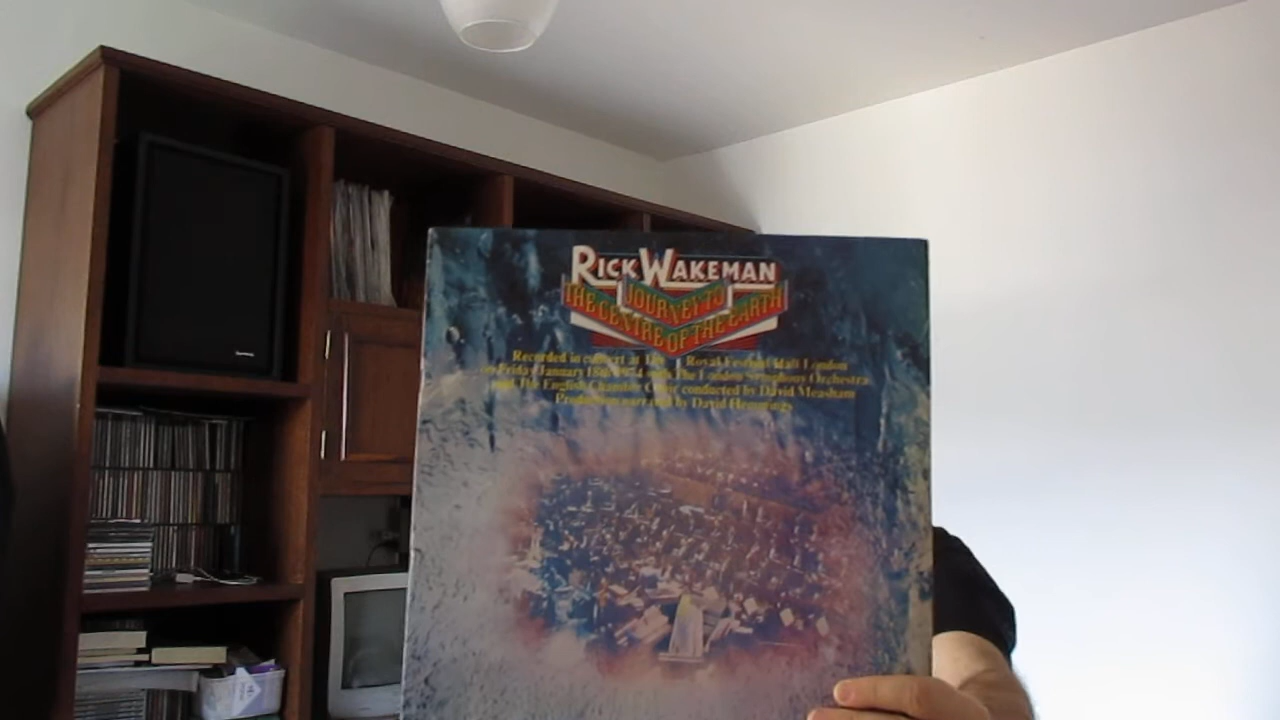 RICK WAKEMAN
JOURNEY TO
THE CENTRE OF THE EARTH
Recorded in concert at The Royal Festival Hall London
on Friday January 18th 1974 with The London Symphony Orchestra
and The English Chamber Choir conducted by David Measham
Production narrated by David Hemmings